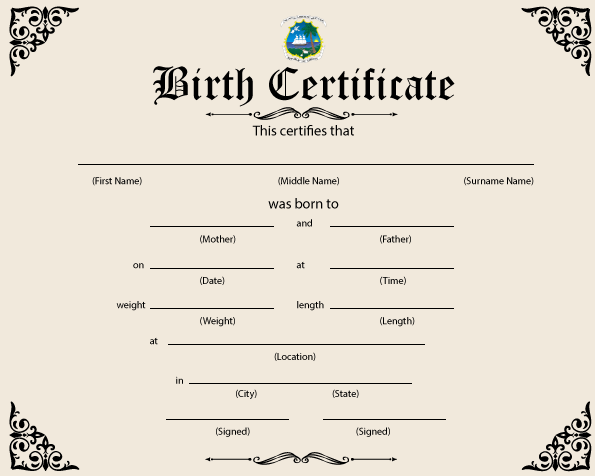 Birth Certificate
This certifies that
(First Name) (Middle Name) (Surname Name)
was born to
and
(Mother) (Father)
on at
(Date) (Time)
weight length
(Weight) (Length)
at
(Location)
in
(City) (State)
(Signed) (Signed)